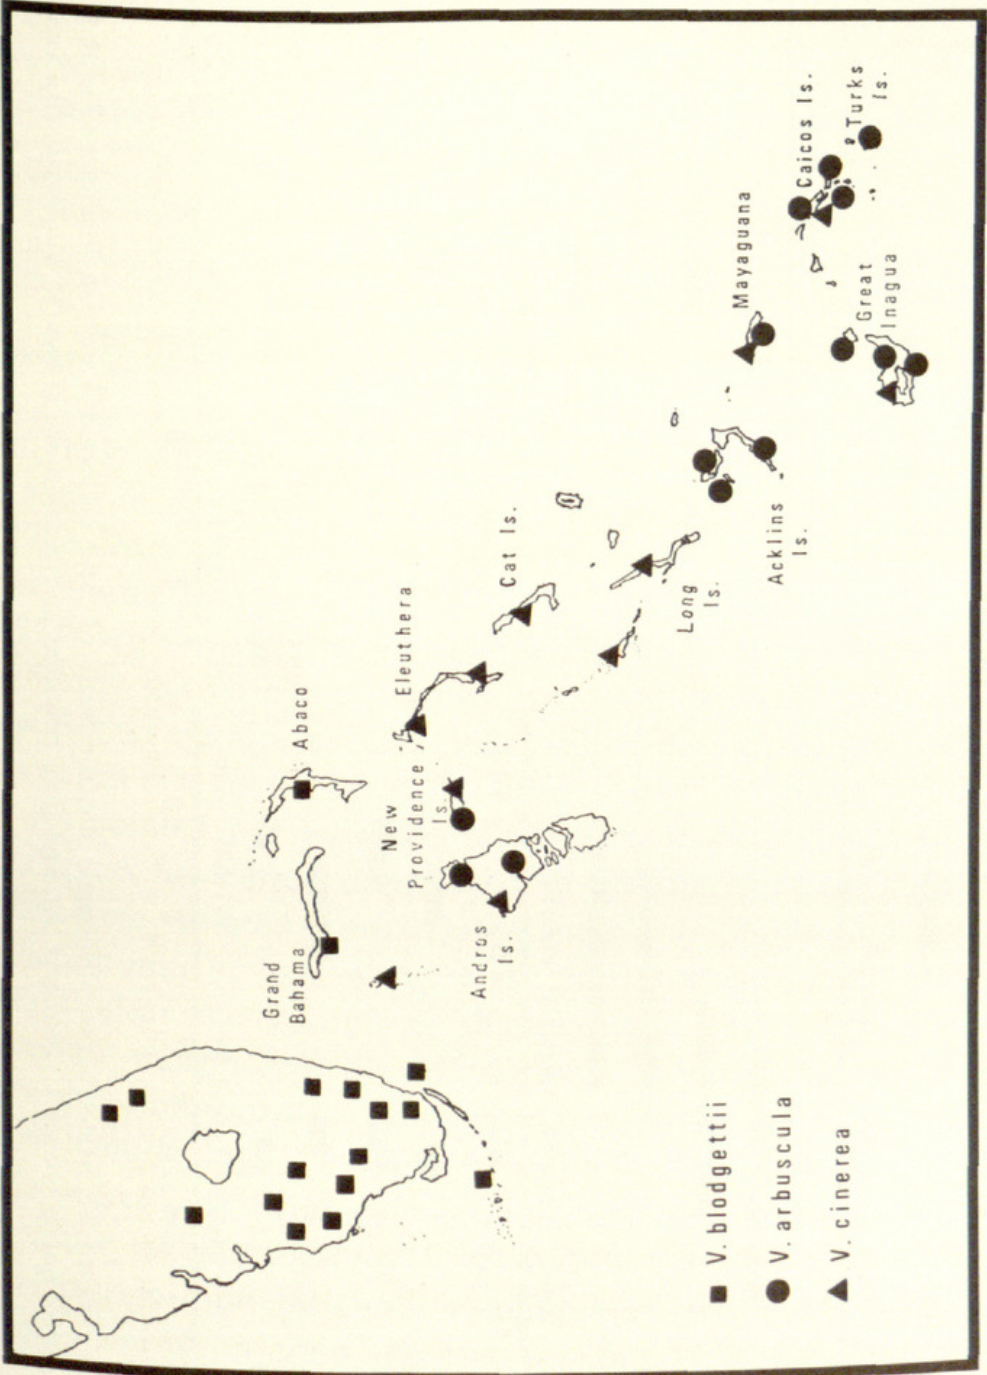 Grand
Bahama
Abaco
New
Providence
Is.
Eleuthera
Andros
Is.
Cat Is.
Long
Is.
Acklins
Is.
Mayaguana
Caicos Is.
Turks
Is.
Great
Inagua
V. blodgettii
V. arbuscula
V. cinerea